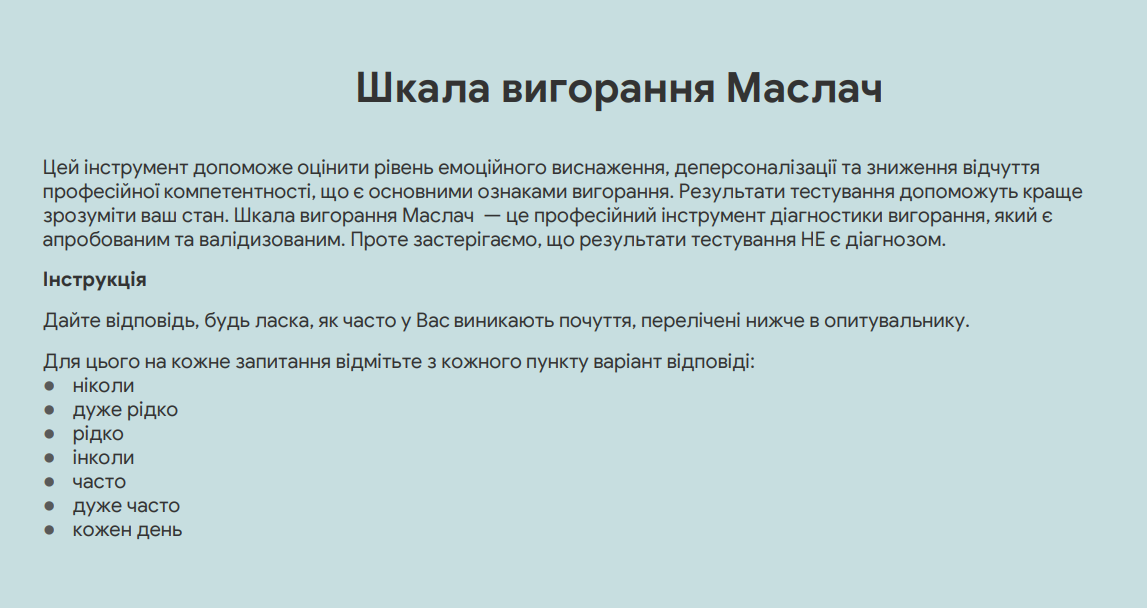 Шкала вигорання Маслач
Цей інструмент допоможе оцінити рівень емоційного виснаження, деперсоналізації та зниження відчуття
професійної компетентності, що є основними ознаками вигорання. Результати тестування допоможуть краще
зрозуміти ваш стан. Шкала вигорання Маслач — це професійний інструмент діагностики вигорання, який є
апробованим та валідизованим. Проте застерігаємо, що результати тестування НЕ є діагнозом.
Інструкція
Дайте відповідь, будь ласка, як часто у Вас виникають почуття, перелічені нижче в опитувальнику.
Для цього на кожне запитання відмітьте з кожного пункту варіант відповіді:
● ніколи
● дуже рідко
● рідко
● інколи
● часто
● дуже часто
● кожен день